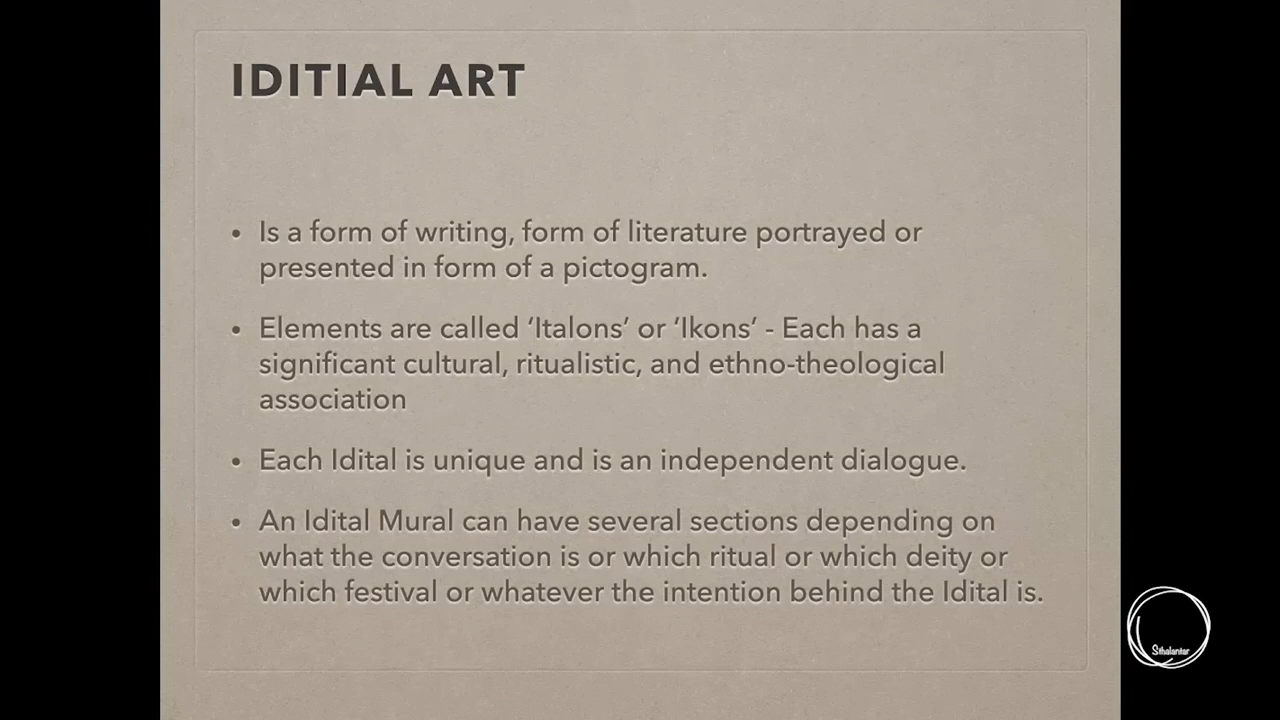 IDITIAL ART
• Is a form of writing, form of literature portrayed or
presented in form of a pictogram.
• Elements are called ‘Italons’ or ‘Ikons’ - Each has a
significant cultural, ritualistic, and ethno-theological
association
• Each Idital is unique and is an independent dialogue.
• An Idital Mural can have several sections depending on
what the conversation is or which ritual or which deity or
which festival or whatever the intention behind the Idital is.
Sthalantar